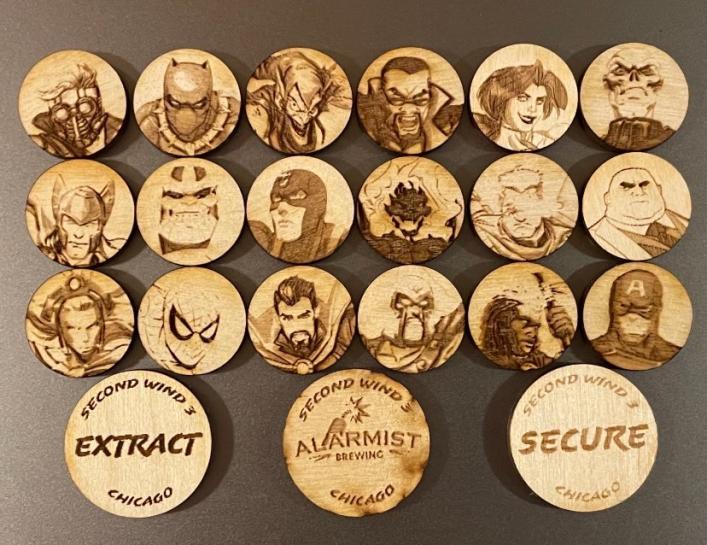 A
SECOND WIND 3
EXTRACT
CHICAGO
SECOND WIND 3
ALARMIST
BREWING
CHICAGO
SECOND WIND 3
SECURE
CHICAGO